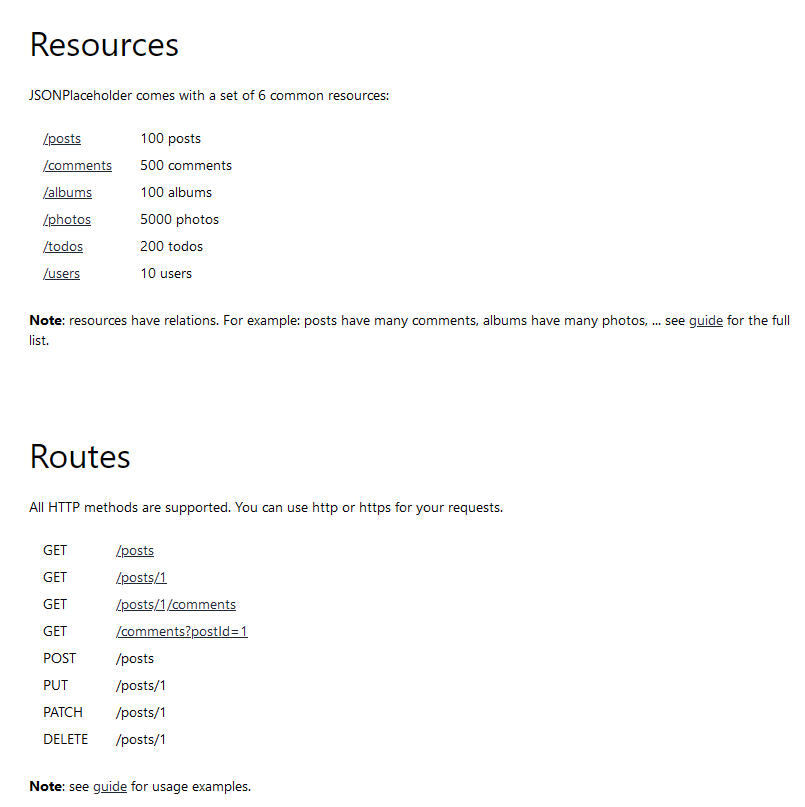 Resources
JSONPlaceholder comes with a set of 6 common resources:
/posts 100 posts
/comments 500 comments
/albums 100 albums
/photos 5000 photos
/todos 200 todos
/users 10 users
Note: resources have relations. For example: posts have many comments, albums have many photos, ... see guide for the full
list.
Routes
All HTTP methods are supported. You can use http or https for your requests.
GET /posts
GET /posts/1
GET /posts/1/comments
GET /comments?postId=1
POST /posts
PUT /posts/1
PATCH /posts/1
DELETE /posts/1
Note: see guide for usage examples.